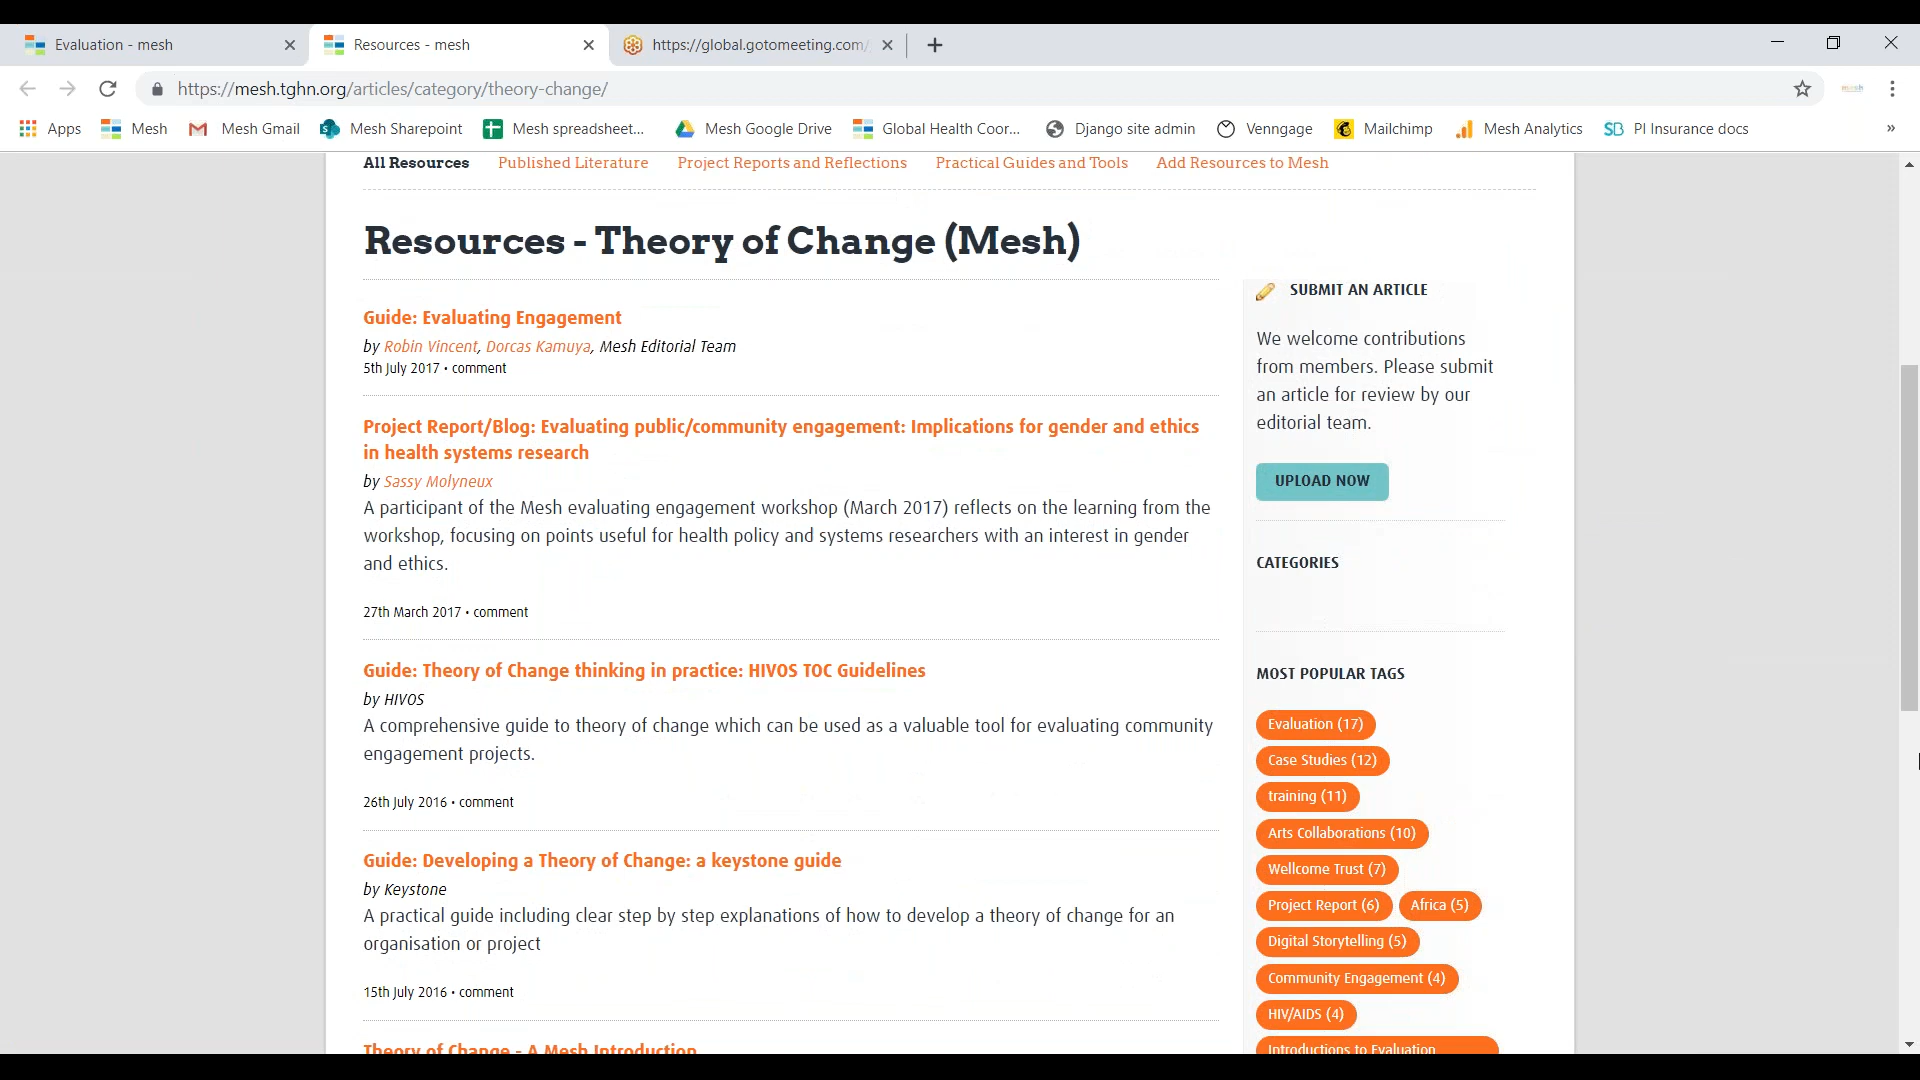 Evaluation - mesh
Resources - mesh
https://global.gotomeeting.com/
https://mesh.tghn.org/articles/category/theory-change/
mesh
Apps Mesh Mesh Gmail Mesh Sharepoint Mesh spreadsheet... Mesh Google Drive Global Health Coor... Django site admin Venngage Mailchimp Mesh Analytics PI Insurance docs »
All Resources Published Literature Project Reports and Reflections Practical Guides and Tools Add Resources to Mesh
Resources - Theory of Change (Mesh)
Guide: Evaluating Engagement
by Robin Vincent, Dorcas Kamuya, Mesh Editorial Team
5th July 2017 • comment
Project Report/Blog: Evaluating public/community engagement: Implications for gender and ethics
in health systems research
by Sassy Molyneux
A participant of the Mesh evaluating engagement workshop (March 2017) reflects on the learning from the
workshop, focusing on points useful for health policy and systems researchers with an interest in gender
and ethics.
27th March 2017 • comment
Guide: Theory of Change thinking in practice: HIVOS TOC Guidelines
by HIVOS
A comprehensive guide to theory of change which can be used as a valuable tool for evaluating community
engagement projects.
26th July 2016 • comment
Guide: Developing a Theory of Change: a keystone guide
by Keystone
A practical guide including clear step by step explanations of how to develop a theory of change for an
organisation or project
15th July 2016 • comment
Theory of Change - A Mesh Introduction
SUBMIT AN ARTICLE
We welcome contributions
from members. Please submit
an article for review by our
editorial team.
UPLOAD NOW
CATEGORIES
MOST POPULAR TAGS
Evaluation (17)
Case Studies (12)
training (11)
Arts Collaborations (10)
Wellcome Trust (7)
Project Report (6) Africa (5)
Digital Storytelling (5)
Community Engagement (4)
HIV/AIDS (4)
Introductions to Evaluation